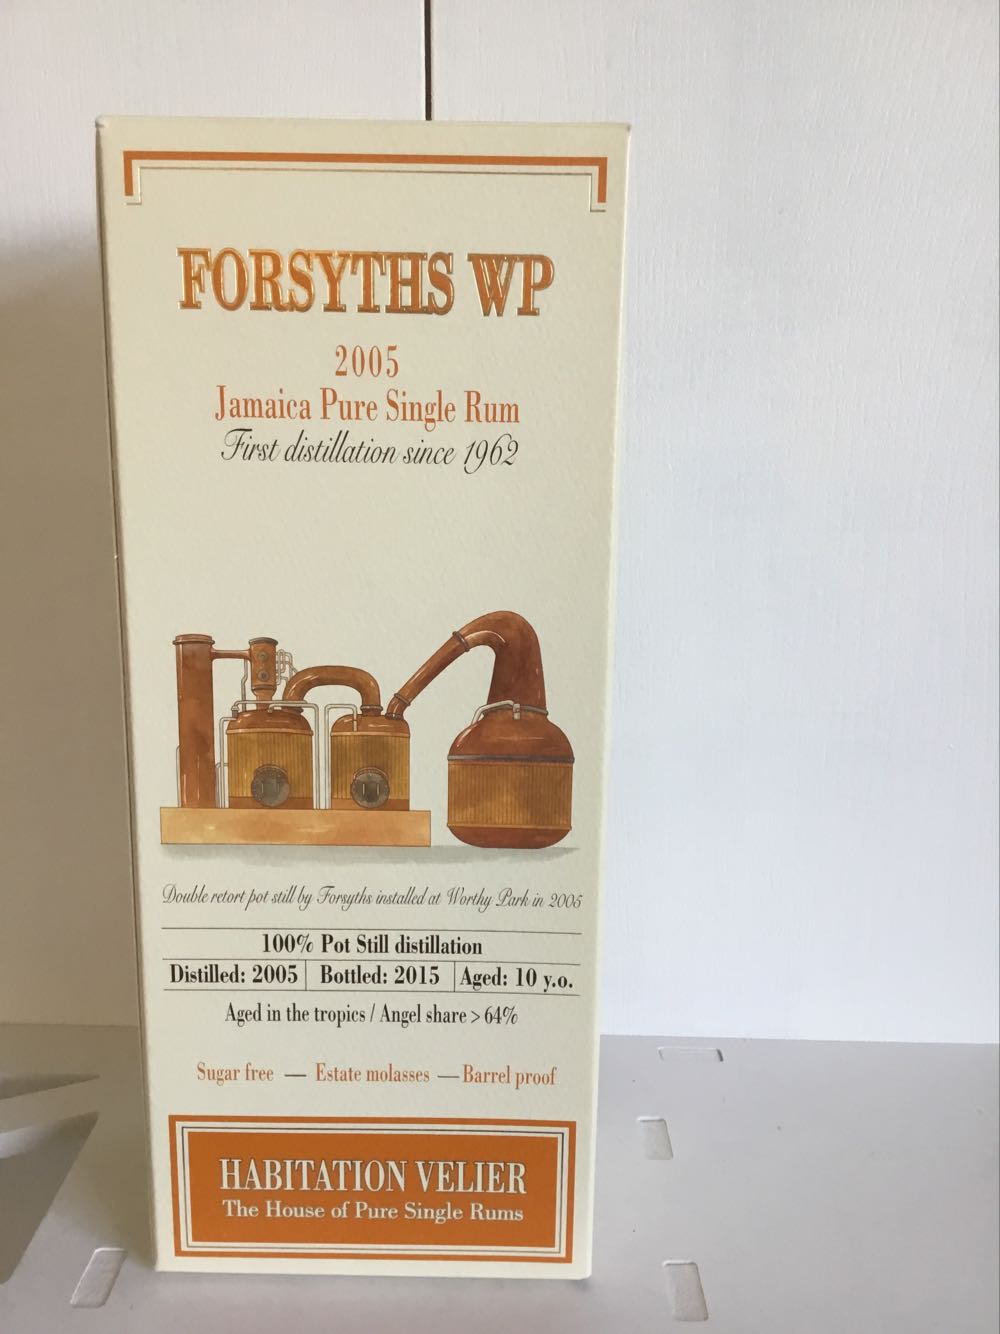 FORSYTHS WP
2005
Jamaica Pure Single Rum
First distillation since 1962
Double retort pot still by Forsyths installed at Worthy Park in 2005
100% Pot Still distillation
Distilled: 2005 Bottled: 2015 Aged: 10 y.o.
Aged in the tropics / Angel share > 64%
Sugar free — Estate molasses — Barrel proof
HABITATION VELIER
The House of Pure Single Rums